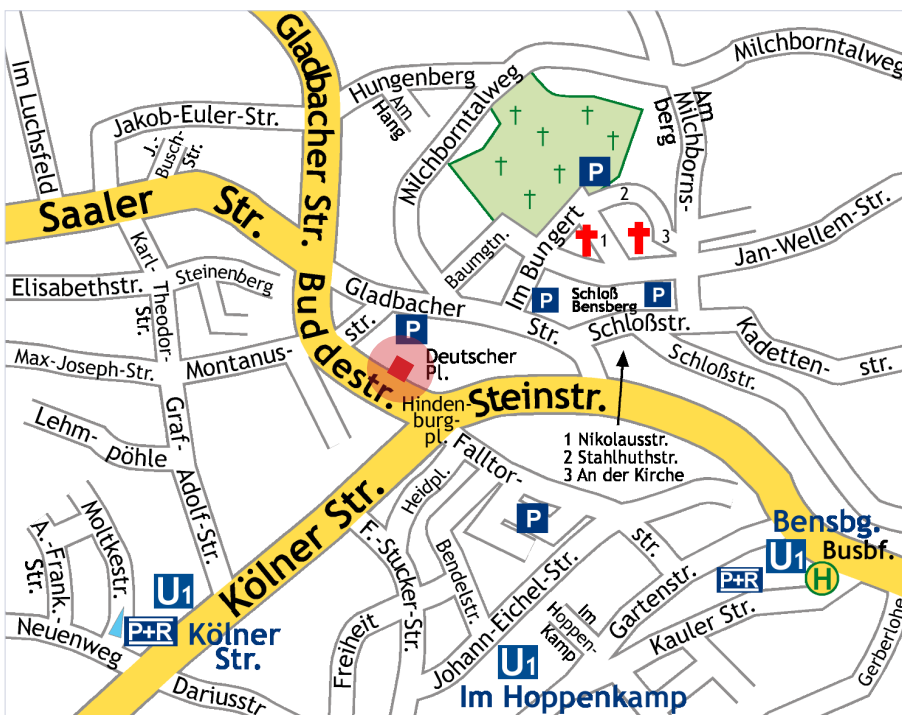 Milchborntalweg
Gladbacher Str.
Im Luchsfeld
Hungenberg
Am
Hang
Milchborntalweg
Am
Milchborns-
berg
Jakob-Euler-Str.
J.-
Busch-
Str.
P
2
Saaler
Str.
1
3
Jan-Wellem-Str.
Karl-
Theodor-
Str.
Baumgtn.
Im Bungert
Elisabethstr.
Steinenberg
Buddestr.
Gladbacher
Str.
P
Schloß
Bensberg
P
Schloßstr.
Kadetten-
str.
Schloßstr.
P
Deutscher
Pl.
Max-Joseph-Str.
Montanus-
str.
Graf-
Adolf-Str.
Hinden-
burg-
pl.
Steinstr.
Lehm-
pöhle
1 Nikolausstr.
2 Stahlhuthstr.
3 An der Kirche
Falltor-
str.
Heidpl.
Kölner Str.
P
Moltkestr.
A.-Frank-
Str.
F.-Stucker-Str.
Bendelstr.
Bensbg.
Busbf.
U1
H
P+R
Johann-Eichel-Str.
Im
Hoppen-
Kamp
Gartenstr.
Kauler Str.
Gerberlohe
U1
P+R
Kölner
Str.
Neuenweg
Dariusstr
Freiheit
U1
Im Hoppenkamp